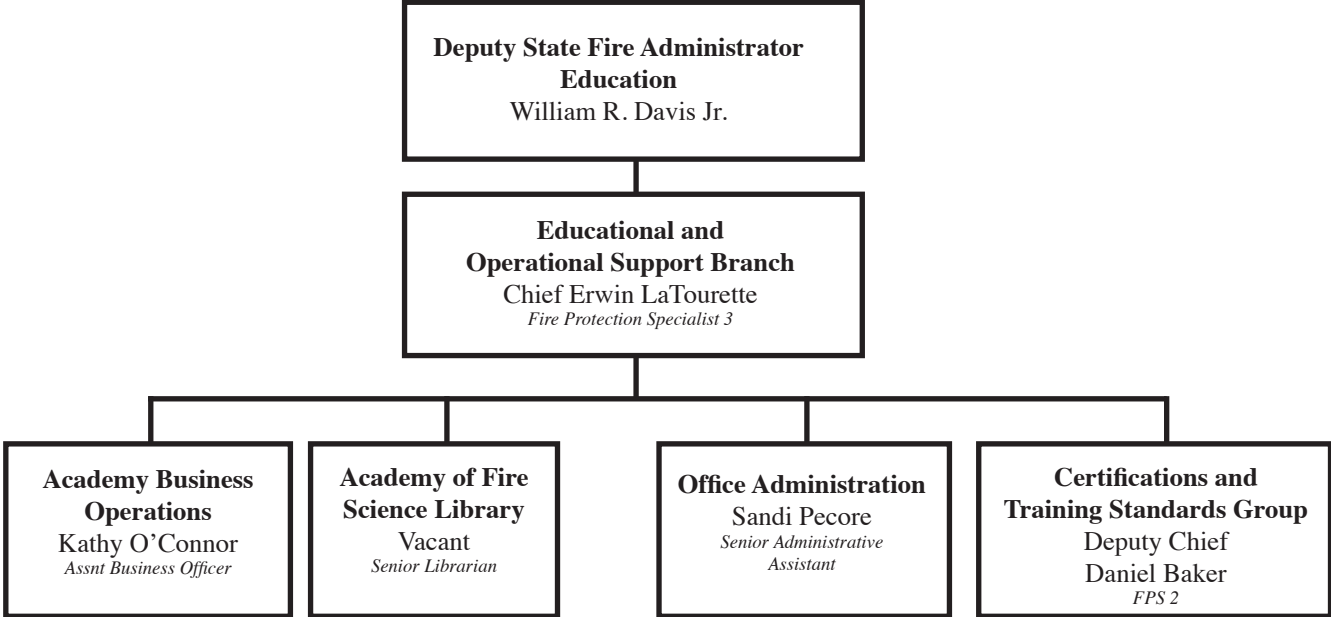 Deputy State Fire Administrator
Education
William R. Davis Jr.
Educational and
Operational Support Branch
Chief Erwin LaTourette
Fire Protection Specialist 3
Academy Business
Operations
Kathy O’Connor
Assnt Business Officer
Academy of Fire
Science Library
Vacant
Senior Librarian
Office Administration
Sandi Pecore
Senior Administrative
Assistant
Certifications and
Training Standards Group
Deputy Chief
Daniel Baker
FPS 2